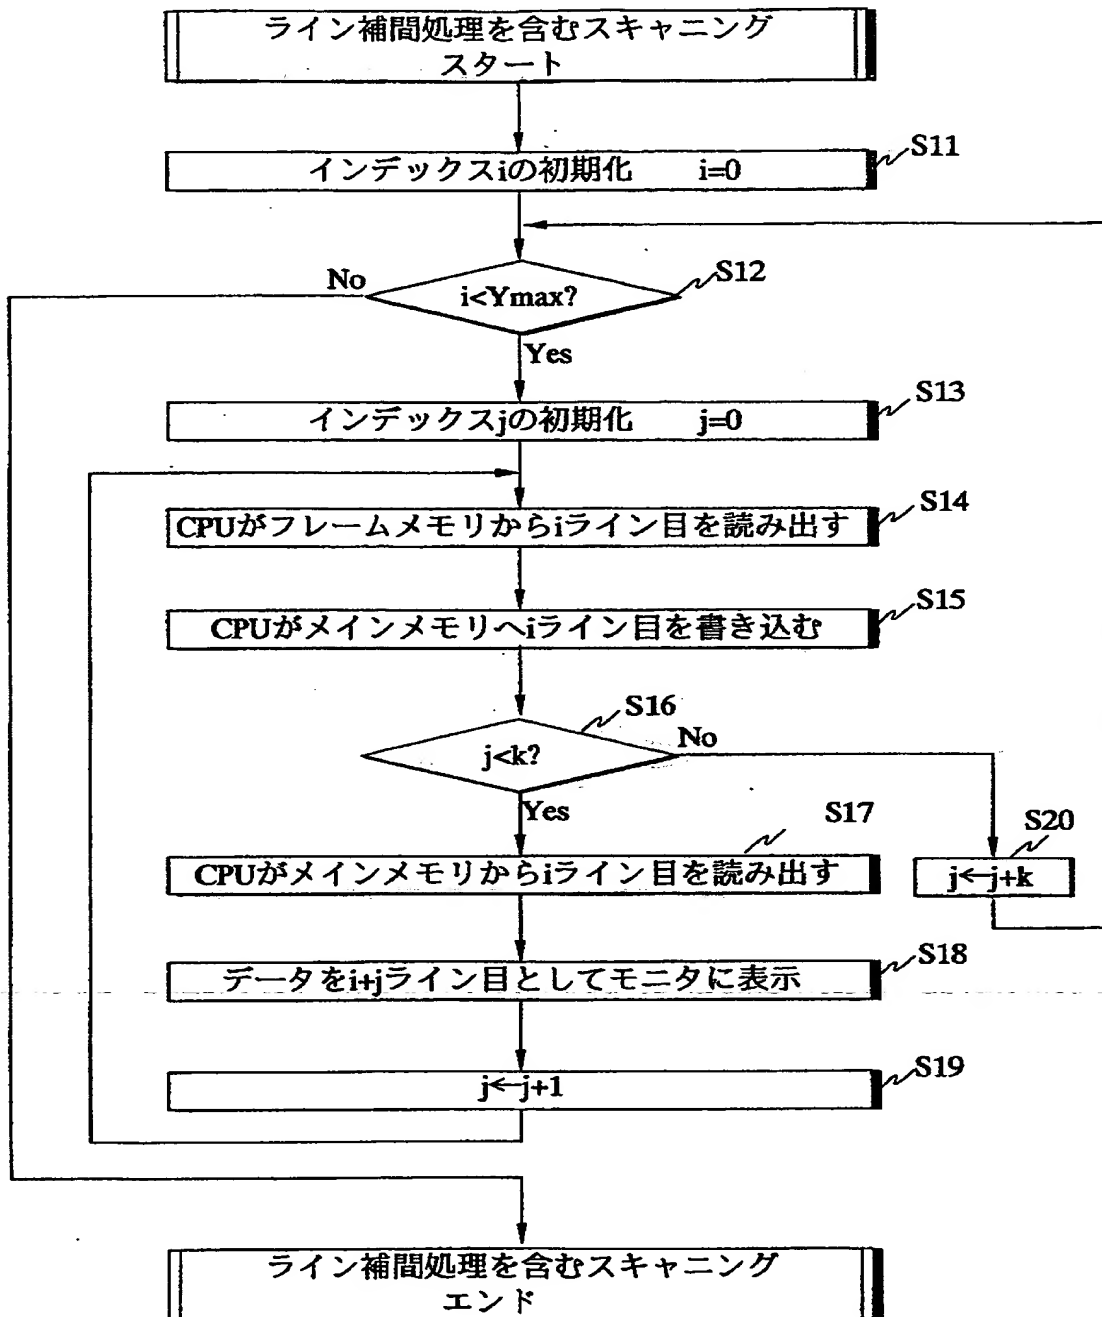 ライン補間処理を含むスキャニング
スタート
S11
インデックスiの初期化 i=0
S12
No
i<Ymax?
Yes
S13
インデックスjの初期化 j=0
S14
CPUがフレームメモリからiライン目を読み出す
S15
CPUがメインメモリへiライン目を書き込む
S16
No
j<k?
Yes
S17
S20
CPUがメインメモリからiライン目を読み出す
j←j+k
S18
データをi+jライン目としてモニタに表示
S19
j←j+1
ライン補間処理を含むスキャニング
エンド